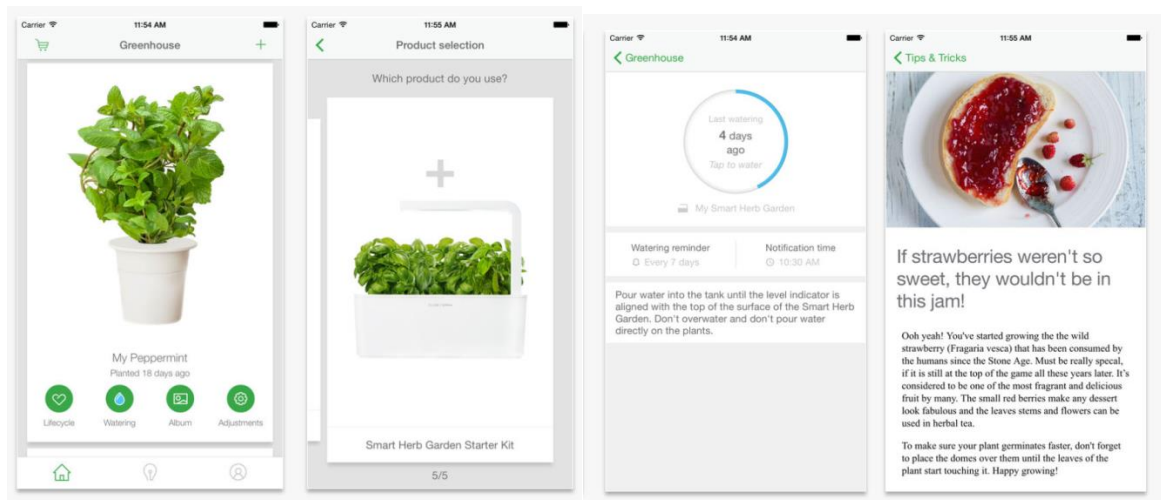 Carrier 11:54 AM
Greenhouse
My Peppermint
Planted 18 days ago
Lifecycle Watering Album Adjustments
Carrier 11:55 AM
Product selection
Which product do you use?
Smart Herb Garden Starter Kit
5/5
Carrier 11:54 AM
Greenhouse
Last watering
4 days
ago
Tap to water
My Smart Herb Garden
Watering reminder Notification time
Every 7 days 10:30 AM
Pour water into the tank until the level indicator is
aligned with the top of the surface of the Smart Herb
Garden. Don't overwater and don't pour water
directly on the plants.
Carrier 11:55 AM
Tips & Tricks
If strawberries weren't so
sweet, they wouldn't be in
this jam!
Ooh yeah! You've started growing the the wild
strawberry (Fragaria vesca) that has been consumed by
the humans since the Stone Age. Must be really specal,
if it is still at the top of the game all these years later. It's
considered to be one of the most fragrant and delicious
fruit by many. The small red berries make any dessert
look fabulous and the leaves stems and flowers can be
used in herbal tea.
To make sure your plant germinates faster, don't forget
to place the domes over them until the leaves of the
plant start touching it. Happy growing!